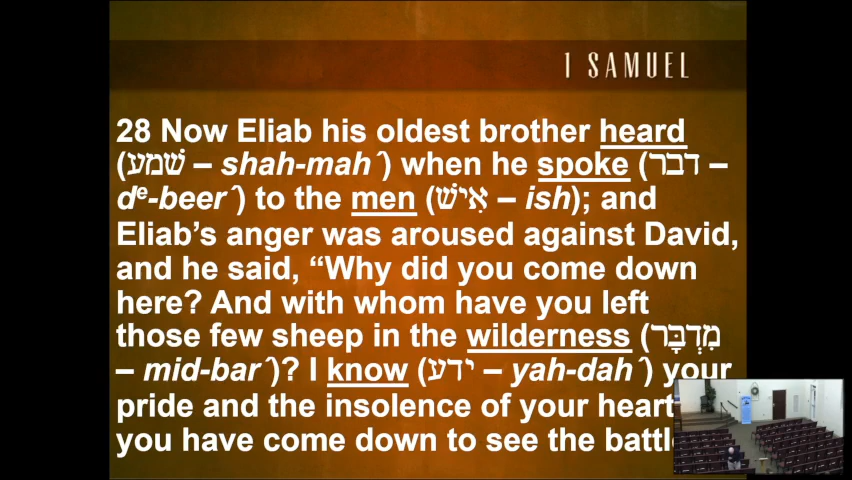 1 SAMUEL
28 Now Eliab his oldest brother heard
(שׁמע – shah-mah´) when he spoke (דבר –
dᵉ-beer´) to the men (אִישׁ – ish); and
Eliab’s anger was aroused against David,
and he said, “Why did you come down
here? And with whom have you left
those few sheep in the wilderness (מִדְבָּר
– mid-bar´)? I know (ידע – yah-dah´) your
pride and the insolence of your heart
you have come down to see the battl